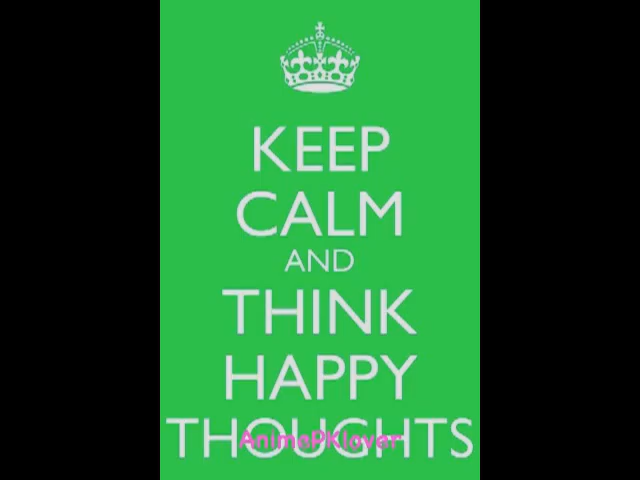 KEEP
CALM
AND
THINK
HAPPY
THOUGHTS
AnimePKlover